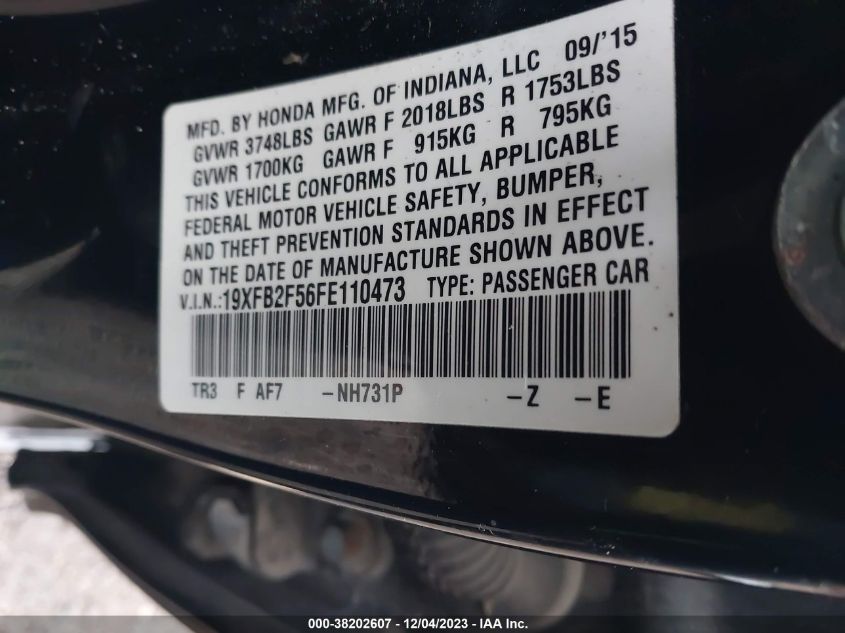 MFD. BY HONDA MFG. OF INDIANA, LLC 09/'15
GVWR 3748LBS GAWR F 2018LBS R 1753LBS
GVWR 1700KG GAWR F 915KG R 795KG
THIS VEHICLE CONFORMS TO ALL APPLICABLE
FEDERAL MOTOR VEHICLE SAFETY, BUMPER,
AND THEFT PREVENTION STANDARDS IN EFFECT
ON THE DATE OF MANUFACTURE SHOWN ABOVE.
V.I.N.:19XFB2F56FE110473 TYPE: PASSENGER CAR
TR3 F AF7 -NH731P -Z -E
000-38202607 - 12/04/2023 - IAA Inc.